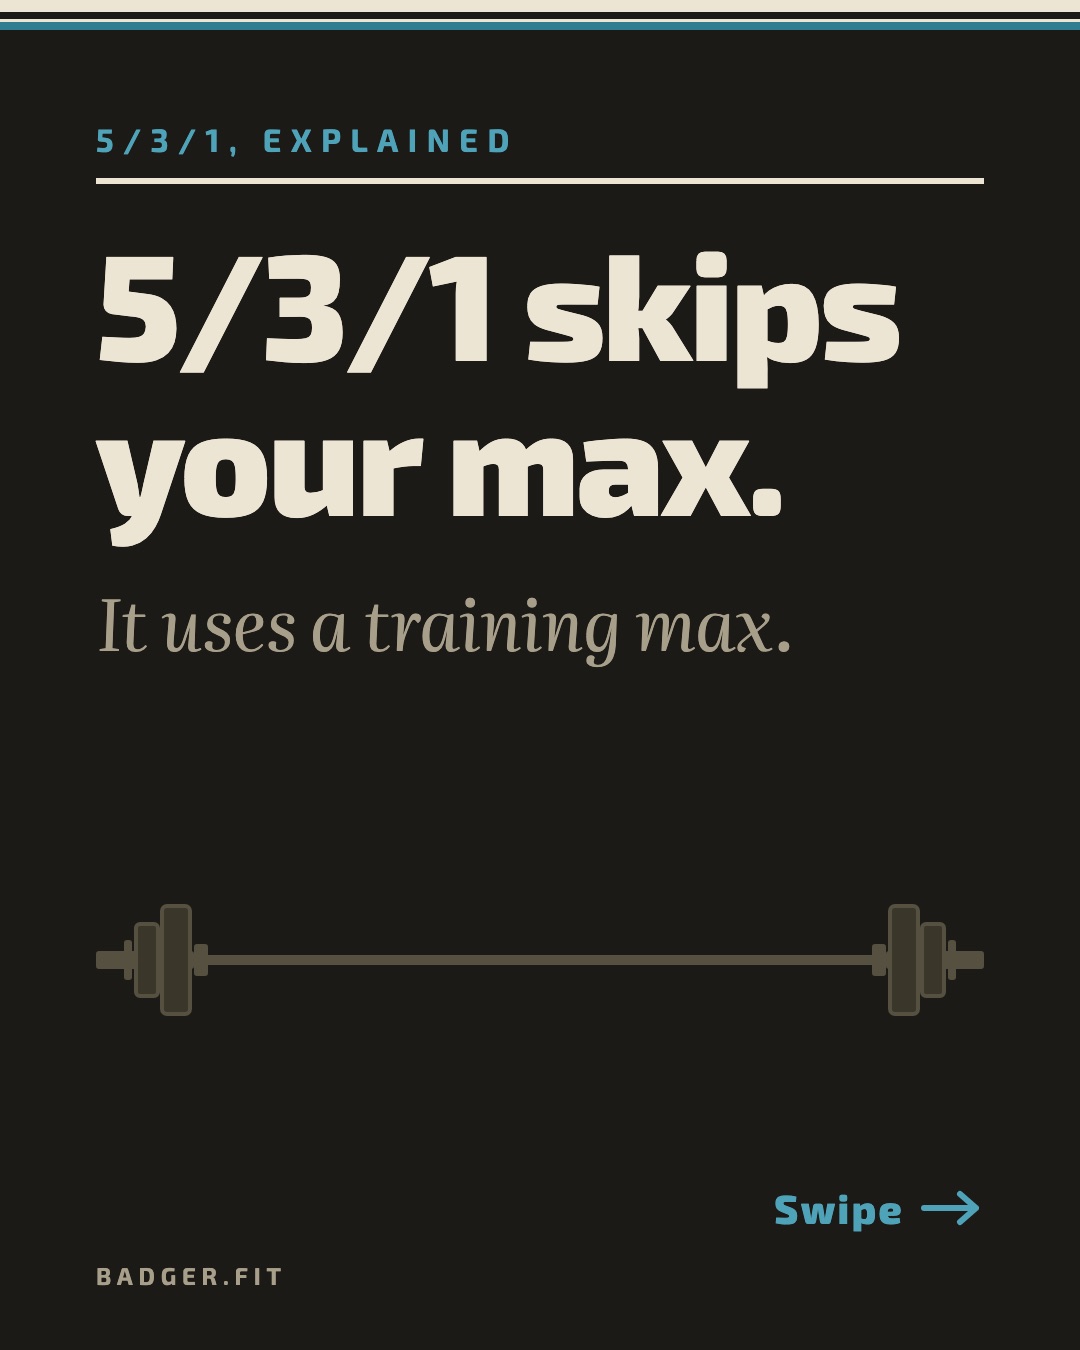 5/3/1, EXPLAINED
5/3/1 skips
your max.
It uses a training max.
Swipe
BADGER.FIT